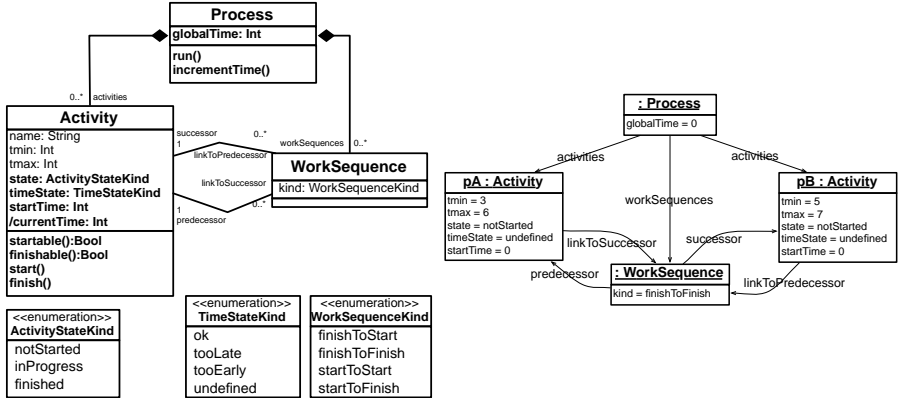 Process
globalTime: Int
run()
incrementTime()
0..*
activities
Activity
name: String
tmin: Int
tmax: Int
state: ActivityStateKind
timeState: TimeStateKind
startTime: Int
/currentTime: Int
startable():Bool
finishable():Bool
start()
finish()
successor
1
0..*
linkToPredecessor
workSequences
0..*
linkToSuccessor
1
predecessor
0..*
WorkSequence
kind: WorkSequenceKind
<<enumeration>>
ActivityStateKind
notStarted
inProgress
finished
<<enumeration>>
TimeStateKind
ok
tooLate
tooEarly
undefined
<<enumeration>>
WorkSequenceKind
finishToStart
finishToFinish
startToStart
startToFinish
: Process
globalTime = 0
activities
activities
workSequences
pA : Activity
tmin = 3
tmax = 6
state = notStarted
timeState = undefined
startTime = 0
pB : Activity
tmin = 5
tmax = 7
state = notStarted
timeState = undefined
startTime = 0
linkToSuccessor
successor
predecessor
linkToPredecessor
: WorkSequence
kind = finishToFinish